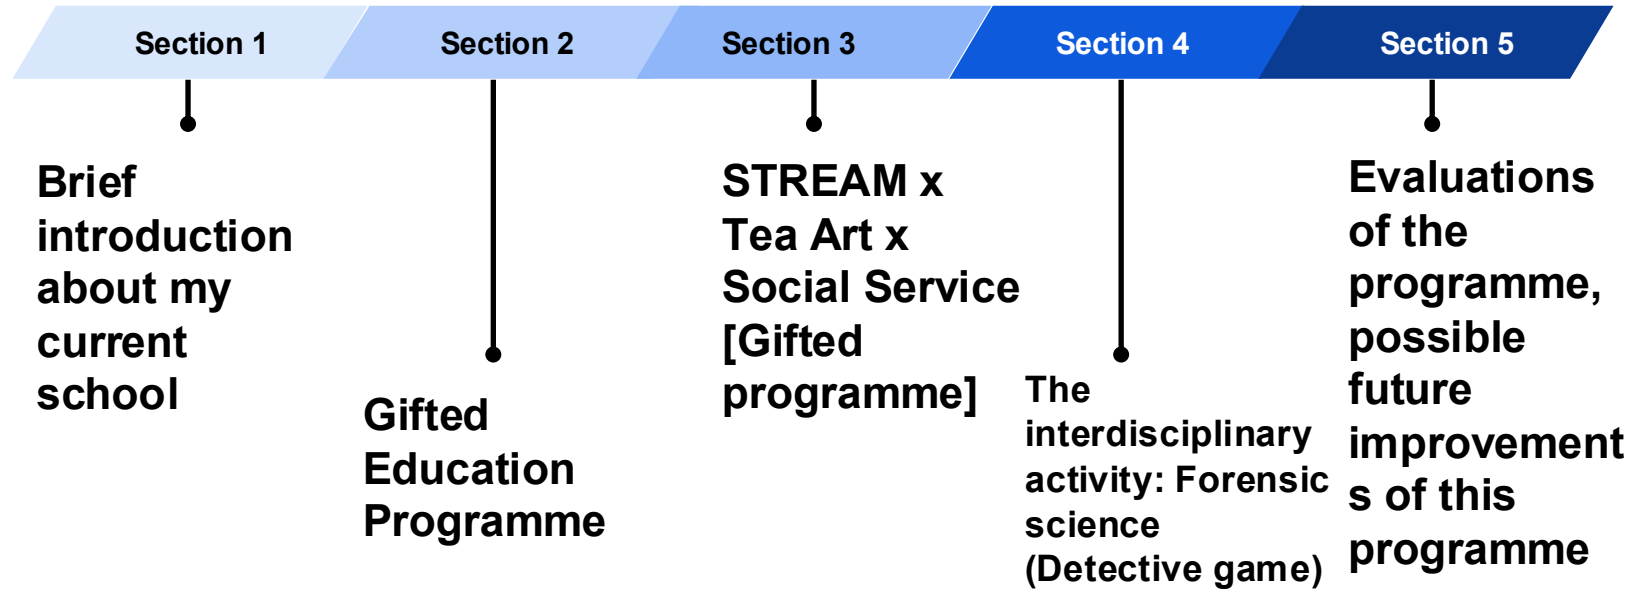 Section 1
Section 2
Section 3
Section 4
Section 5
Brief
introduction
about my
current
school
Gifted
Education
Programme
STREAM x
Tea Art x
Social Service
[Gifted
programme]
The
interdisciplinary
activity: Forensic
science
(Detective game)
Evaluations
of the
programme,
possible
future
improvement
s of this
programme